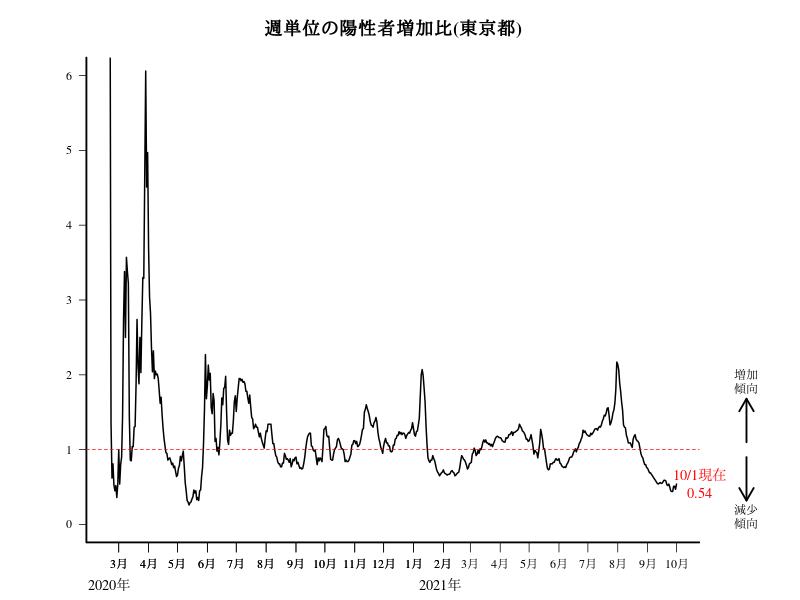 週単位の陽性者増加比(東京都)
6
5
4
3
2
1
0
増加
傾向
10/1現在
0.54
減少
傾向
3月 4月 5月 6月 7月 8月 9月 10月 11月 12月 1月 2月 3月 4月 5月 6月 7月 8月 9月 10月
2020年 2021年